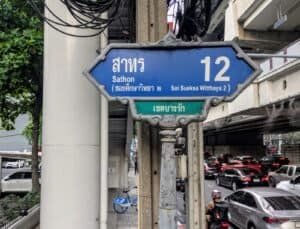 สาทร 12
Sathon
(ซอยศึกษาวิทยา ๒ Soi Sueksa Witthaya 2)
เขตบางรัก